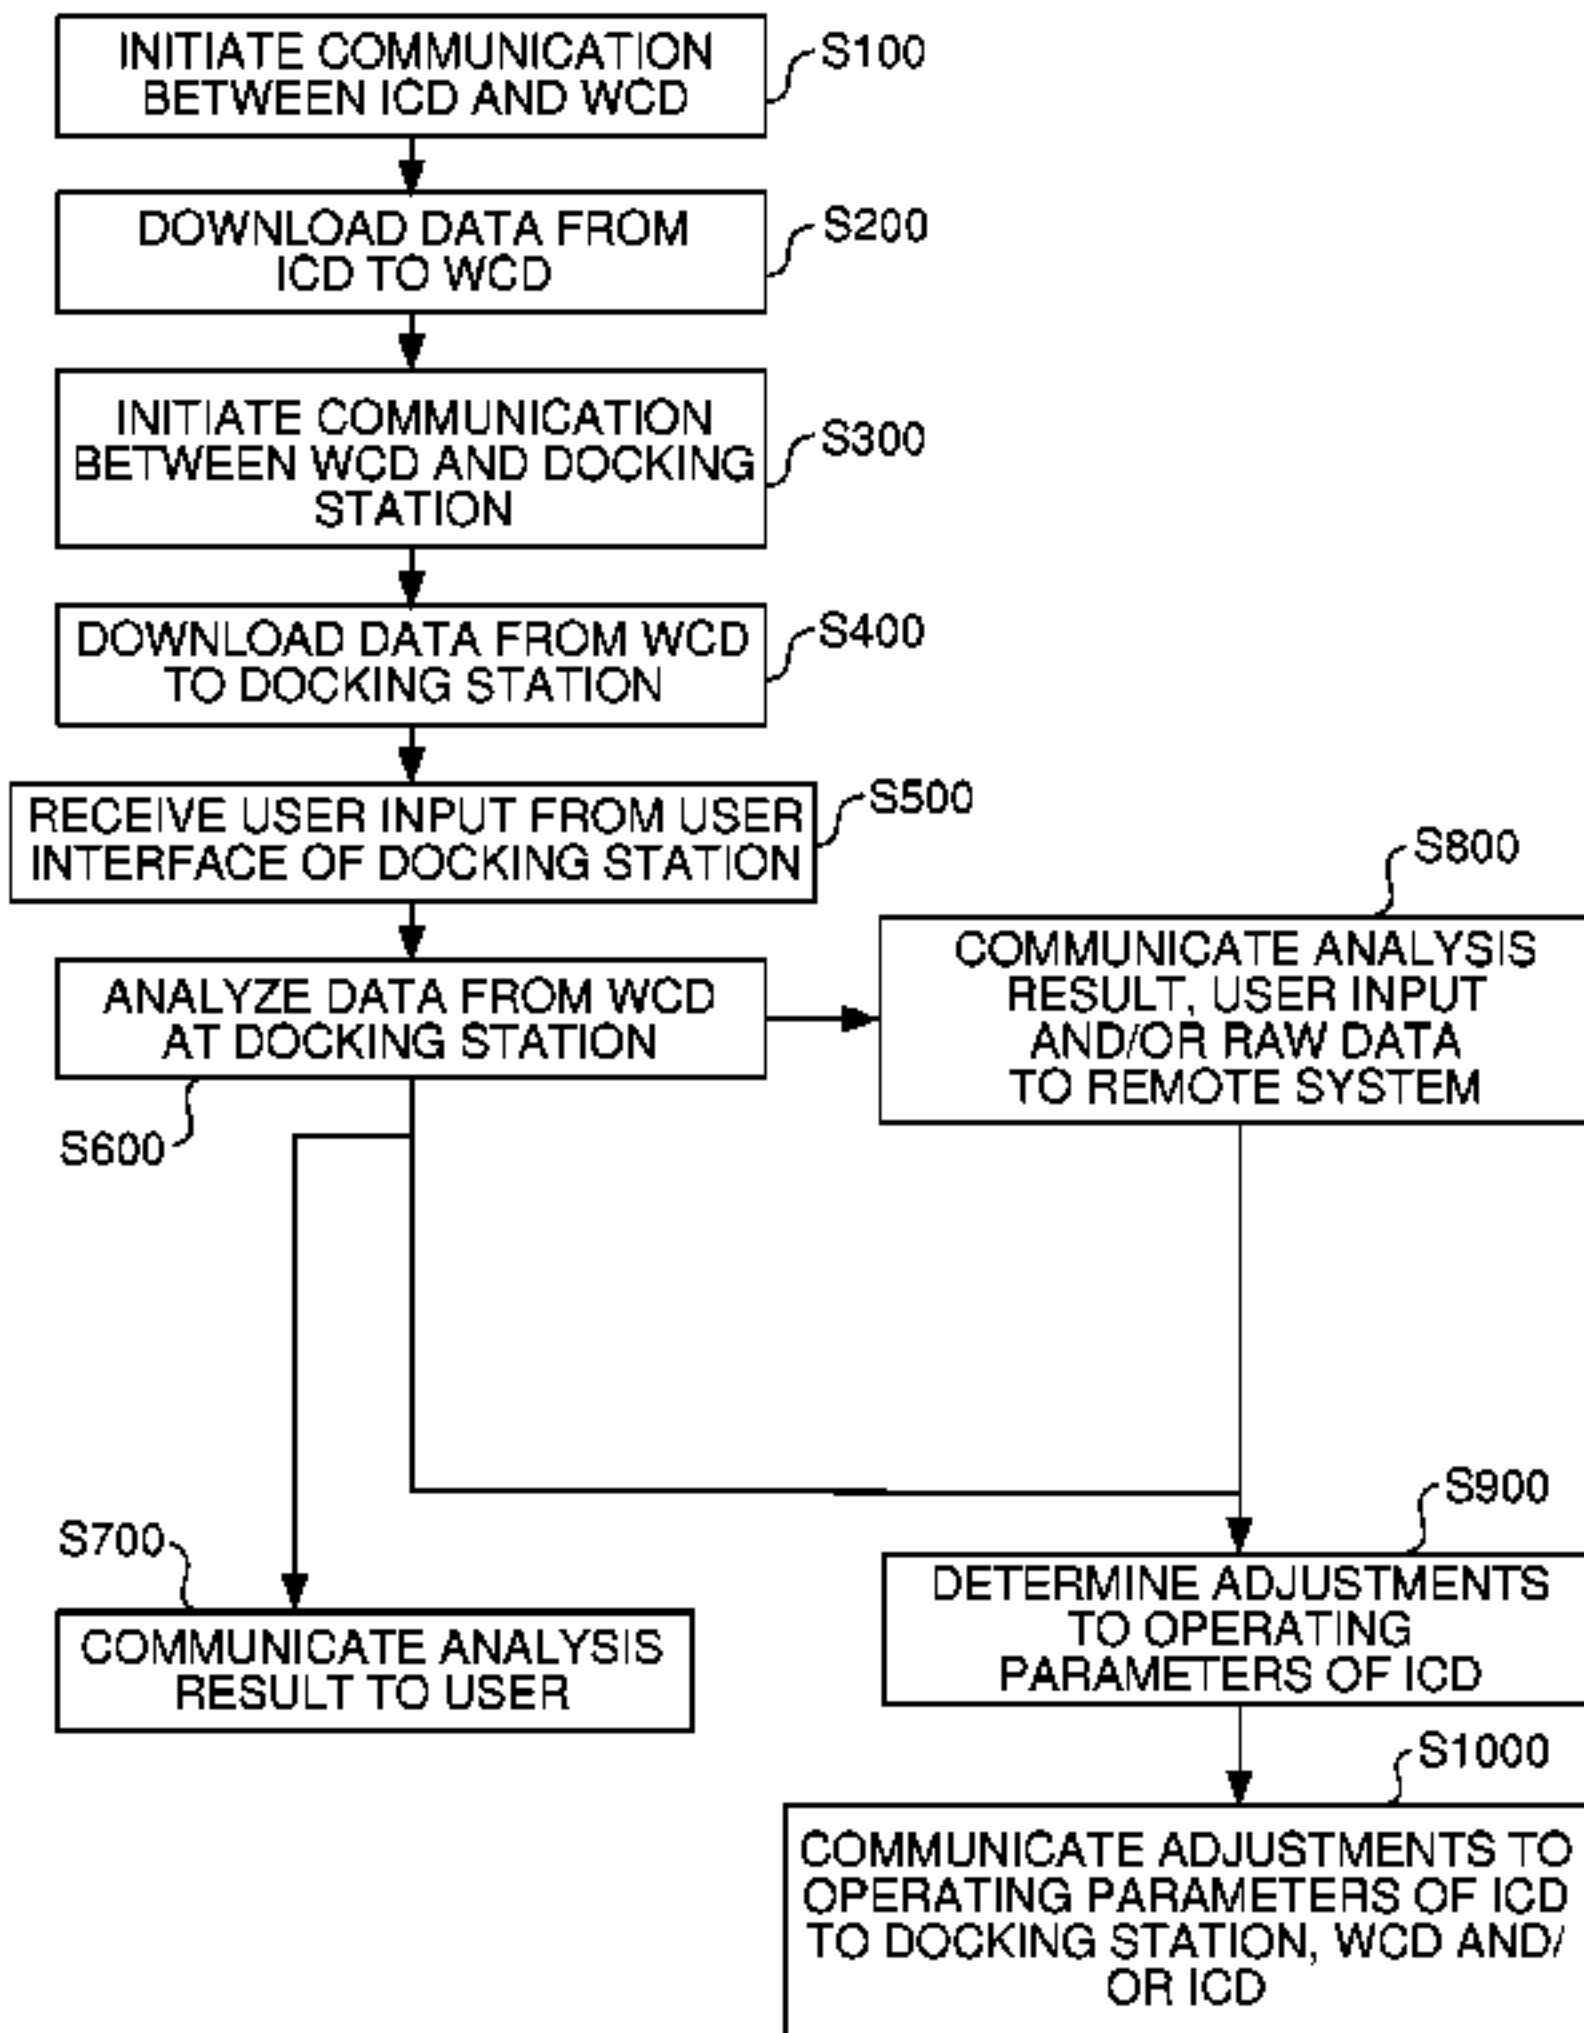 INITIATE COMMUNICATION
BETWEEN ICD AND WCD
S100
DOWNLOAD DATA FROM
ICD TO WCD
S200
INITIATE COMMUNICATION
BETWEEN WCD AND DOCKING
STATION
S300
DOWNLOAD DATA FROM WCD
TO DOCKING STATION
S400
RECEIVE USER INPUT FROM USER
INTERFACE OF DOCKING STATION
S500
ANALYZE DATA FROM WCD
AT DOCKING STATION
S600
S800
COMMUNICATE ANALYSIS
RESULT, USER INPUT
AND/OR RAW DATA
TO REMOTE SYSTEM
S700
COMMUNICATE ANALYSIS
RESULT TO USER
S900
DETERMINE ADJUSTMENTS
TO OPERATING
PARAMETERS OF ICD
S1000
COMMUNICATE ADJUSTMENTS TO
OPERATING PARAMETERS OF ICD
TO DOCKING STATION, WCD AND/
OR ICD